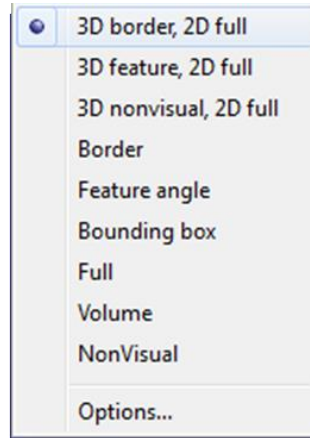 3D border, 2D full
3D feature, 2D full
3D nonvisual, 2D full
Border
Feature angle
Bounding box
Full
Volume
NonVisual
Options...